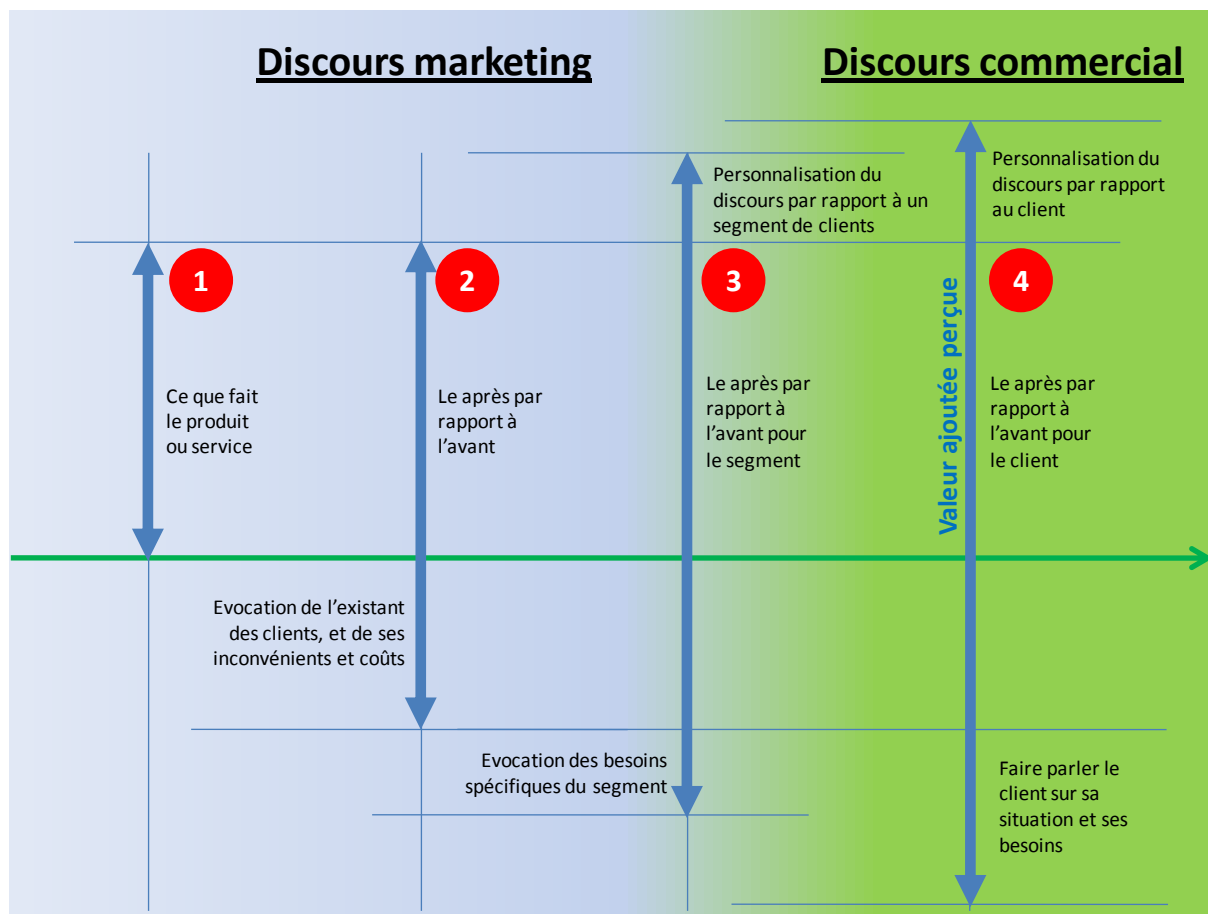 Discours marketing
Discours commercial
Personnalisation du
discours par rapport à un
segment de clients
Personnalisation du
discours par rapport
au client
1
2
3
4
Ce que fait
le produit
ou service
Le après par
rapport à
l’avant
Le après par
rapport à
l’avant pour
le segment
Valeur ajoutée perçue
Le après par
rapport à
l’avant pour
le client
Evocation de l’existant
des clients, et de ses
inconvénients et coûts
Evocation des besoins
spécifiques du segment
Faire parler le
client sur sa
situation et ses
besoins